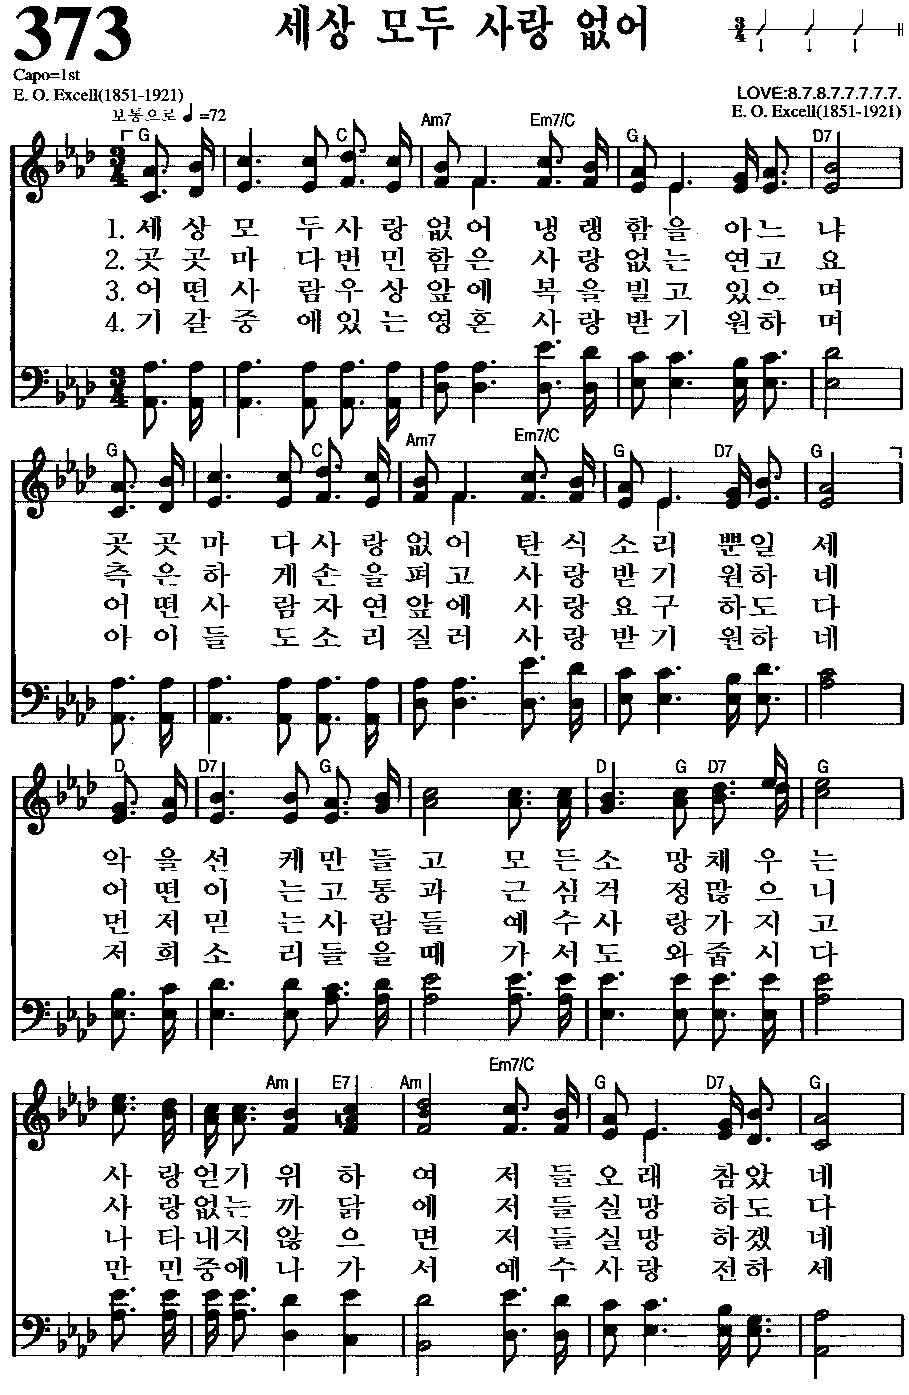 373
세상 모두 사랑 없어
3/4
Capo=1st
E. O. Excell(1851-1921)
LOVE:8.7.8.7.7.7.7.7.
E. O. Excell(1851-1921)
보통으로 ♩=72
G C Am7 Em7/C G D7
1. 세 상 모 두 사 랑 없 어 냉 랭 함 을 아 느 냐
2. 곳 곳 마 다 번 민 함 은 사 랑 없 는 연 고 요
3. 어 떤 사 람 우 상 앞 에 복 을 빌 고 있 으 며
4. 기 갈 중 에 있 는 영 혼 사 랑 받 기 원 하 며
G C Am7 Em7/C G D7 G
곳 곳 마 다 사 랑 없 어 탄 식 소 리 뿐 일 세
측 은 하 게 손 을 펴 고 사 랑 받 기 원 하 네
어 떤 사 람 자 연 앞 에 사 랑 요 구 하 도 다
아 이 들 도 소 리 질 러 사 랑 받 기 원 하 네
D D7 G D G D7 G
악 을 선 케 만 들 고 모 든 소 망 채 우 는
어 떤 이 는 고 통 과 근 심 걱 정 많 으 니
먼 저 믿 는 사 람 들 예 수 사 랑 가 지 고
저 희 소 리 들 을 때 가 서 도 와 줍 시 다
Am E7 Am Em7/C G D7 G
사 랑 얻 기 위 하 여 저 들 오 래 참 았 네
사 랑 없 는 까 닭 에 저 들 실 망 하 도 다
나 타 내 지 않 으 면 저 들 실 망 하 겠 네
만 민 중 에 나 가 서 예 수 사 랑 전 하 세